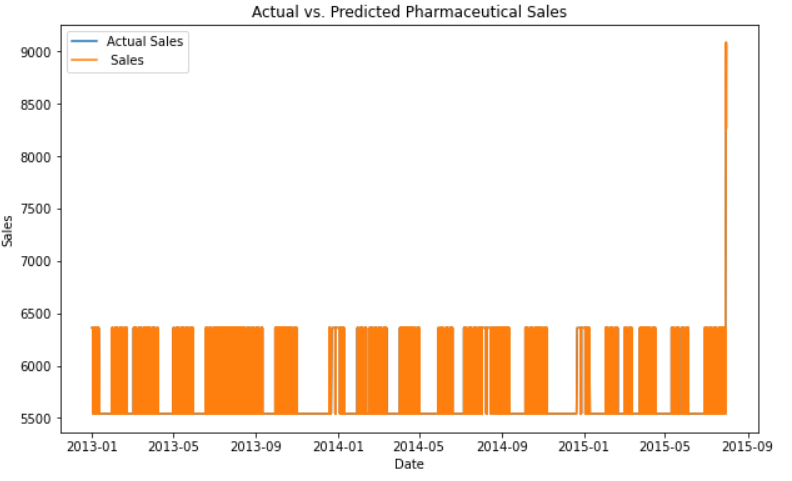 Actual vs. Predicted Pharmaceutical Sales
Actual Sales
Sales
9000
8500
8000
7500
7000
6500
6000
5500
Sales
2013-01 2013-05 2013-09 2014-01 2014-05 2014-09 2015-01 2015-05 2015-09
Date